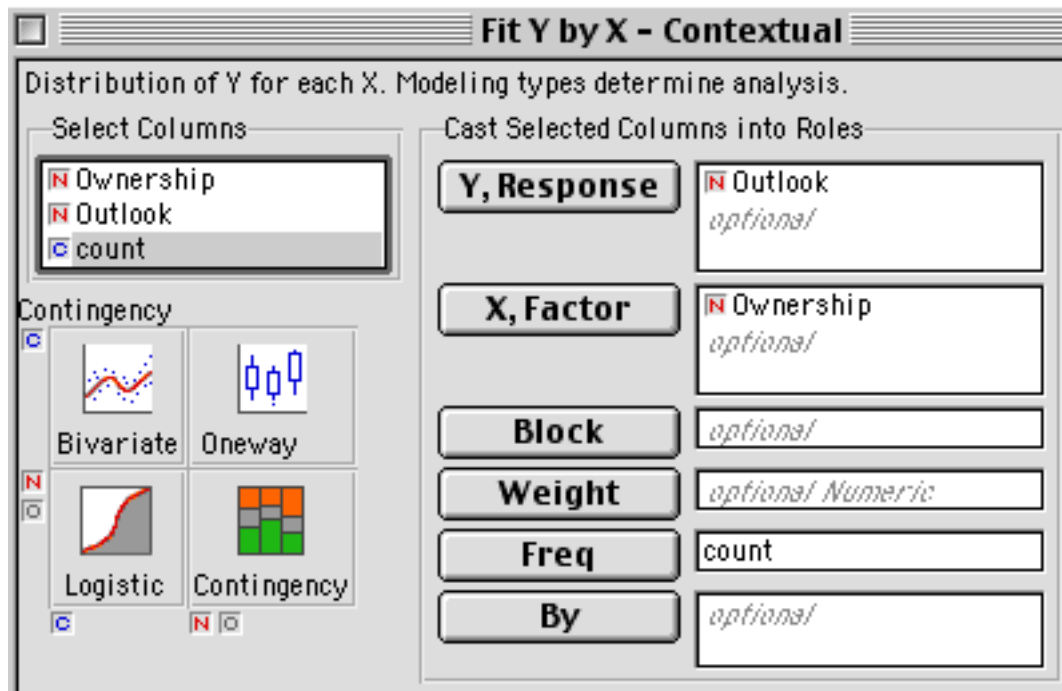 Fit Y by X - Contextual
Distribution of Y for each X. Modeling types determine analysis.
Select Columns
N Ownership
N Outlook
C count
Contingency
C
Bivariate
Oneway
N
O
Logistic
Contingency
C
N O
Cast Selected Columns into Roles
Y, Response
N Outlook
optional
X, Factor
N Ownership
optional
Block
optional
Weight
optional Numeric
Freq
count
By
optional